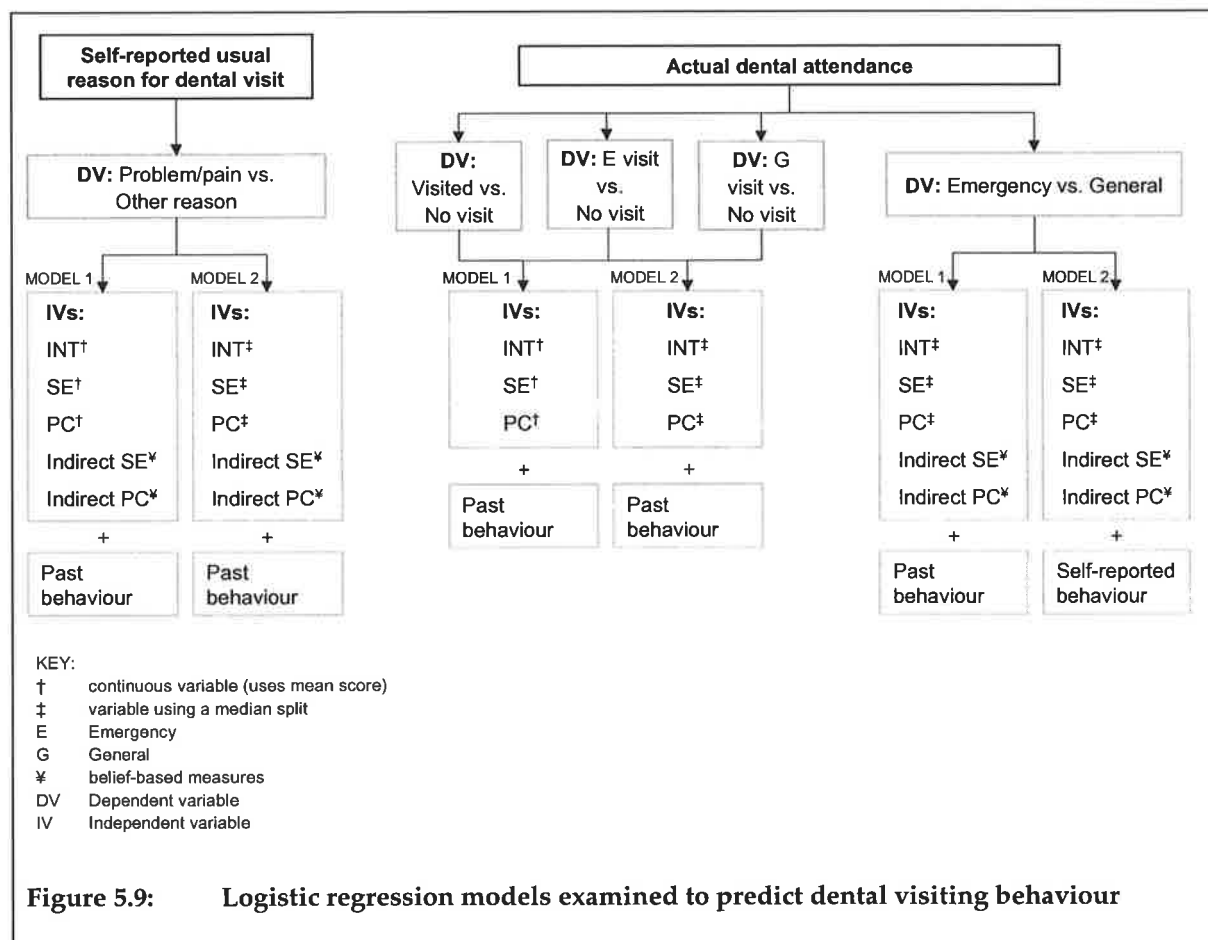 Self-reported usual
reason for dental visit
Actual dental attendance
DV: Problem/pain vs.
Other reason
DV:
Visited vs.
No visit
DV: E visit
vs.
No visit
DV: G
visit vs.
No visit
DV: Emergency vs. General
MODEL 1
IVs:
INT†
SE†
PC†
Indirect SE¥
Indirect PC¥
+
Past
behaviour
MODEL 2
IVs:
INT‡
SE‡
PC‡
Indirect SE¥
Indirect PC¥
+
Past
behaviour
MODEL 1
IVs:
INT†
SE†
PC†
+
Past
behaviour
MODEL 2
IVs:
INT‡
SE‡
PC‡
+
Past
behaviour
MODEL 1
IVs:
INT‡
SE‡
PC‡
Indirect SE¥
Indirect PC¥
+
Past
behaviour
MODEL 2
IVs:
INT‡
SE‡
PC‡
Indirect SE¥
Indirect PC¥
+
Self-reported
behaviour
KEY:
† continuous variable (uses mean score)
‡ variable using a median split
E Emergency
G General
¥ belief-based measures
DV Dependent variable
IV Independent variable
Figure 5.9: Logistic regression models examined to predict dental visiting behaviour